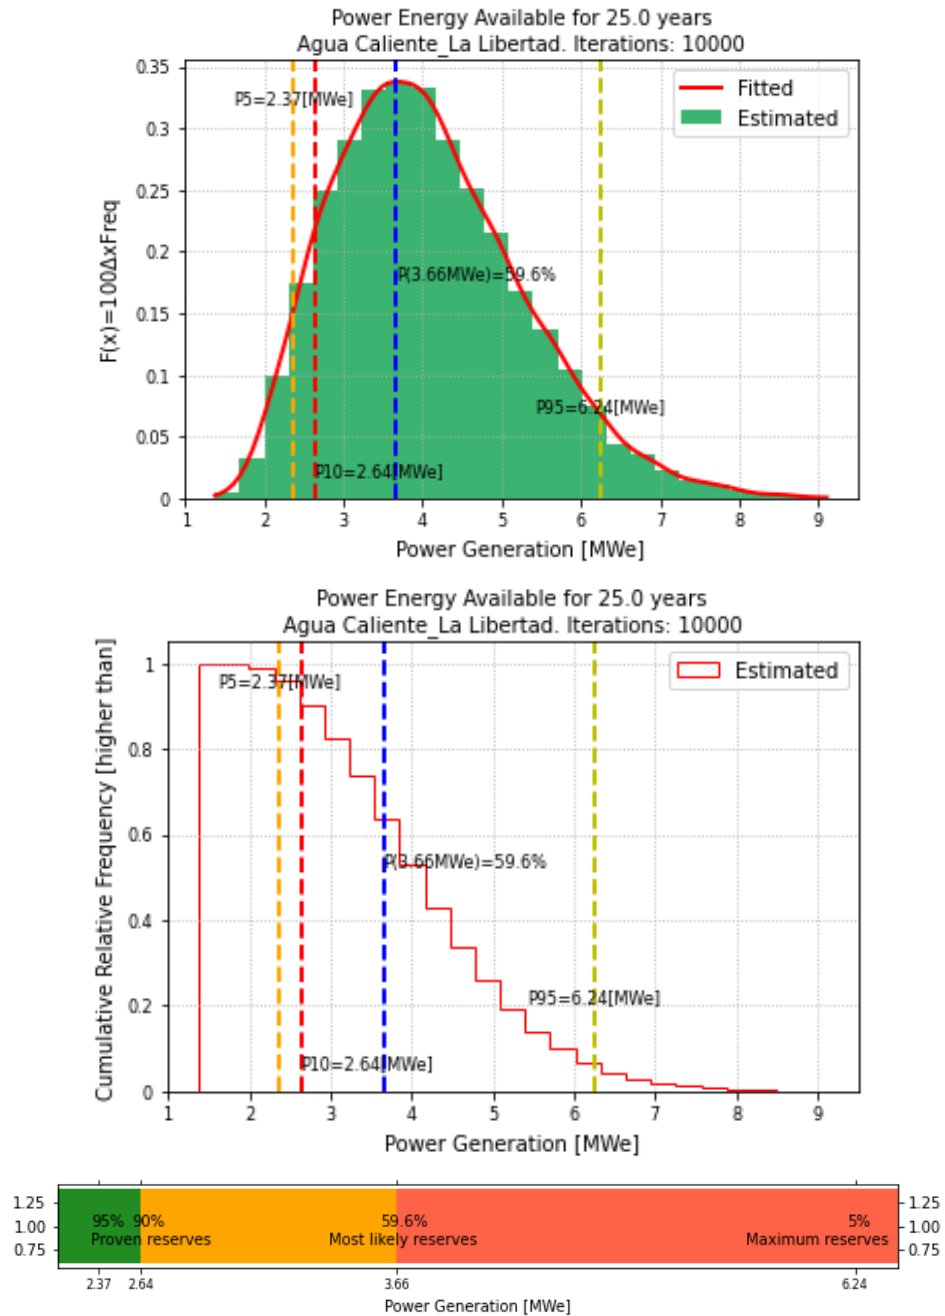 Power Energy Available for 25.0 years
Agua Caliente_La Libertad. Iterations: 10000
0.35
0.3
0.25
0.2
0.15
0.1
0.05
0
F(x)=100ΔxFreq
P5=2.37[MWe]
P(3.66MWe)=59.6%
P95=6.24[MWe]
P10=2.64[MWe]
Fitted
Estimated
1 2 3 4 5 6 7 8 9
Power Generation [MWe]
Power Energy Available for 25.0 years
Agua Caliente_La Libertad. Iterations: 10000
1
0.8
0.6
0.4
0.2
0
Cumulative Relative Frequency [higher than]
Estimated
P5=2.37[MWe]
P(3.66MWe)=59.6%
P95=6.24[MWe]
P10=2.64[MWe]
1 2 3 4 5 6 7 8 9
Power Generation [MWe]
1.25 1.25
1.00 95% 90% 59.6% 5% 1.00
Proven reserves Most likely reserves Maximum reserves
0.75 0.75
2.37 2.64 3.66 6.24
Power Generation [MWe]